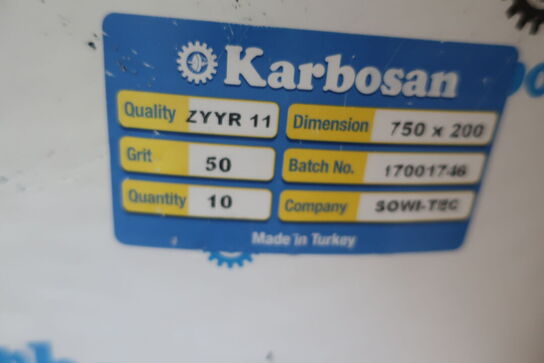 Karbosan
Quality ZYYR 11
Dimension 750 x 200
Grit 50
Batch No. 17001746
Quantity 10
Company SOWI-TEC
Made in Turkey